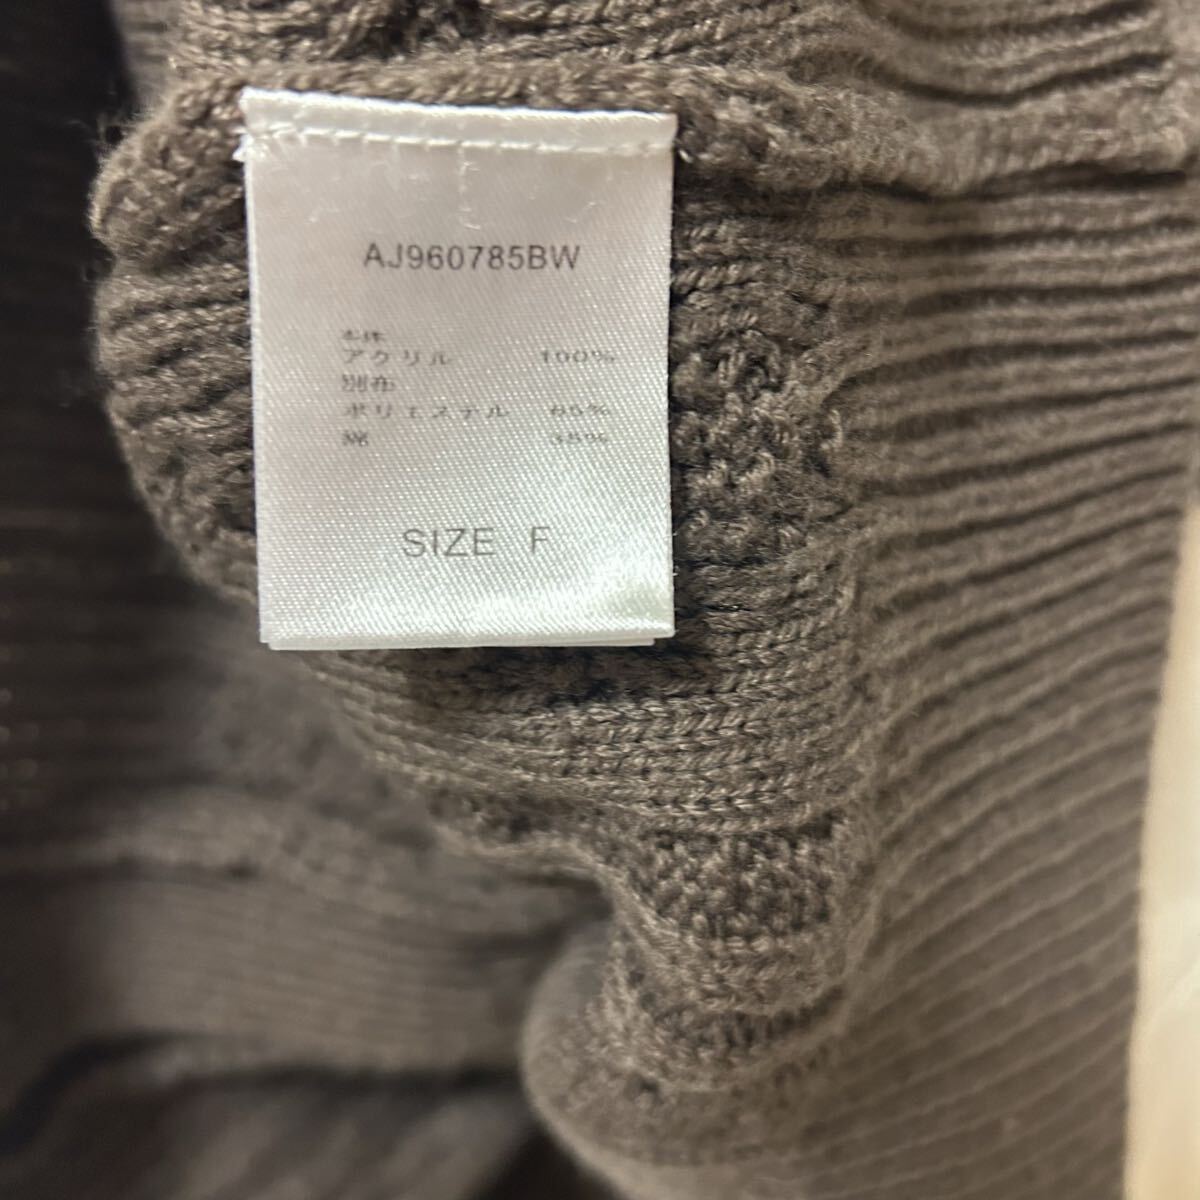 AJ960785BW
本体
アクリル 100%
別布
ポリエステル 65%
綿 35%
SIZE F